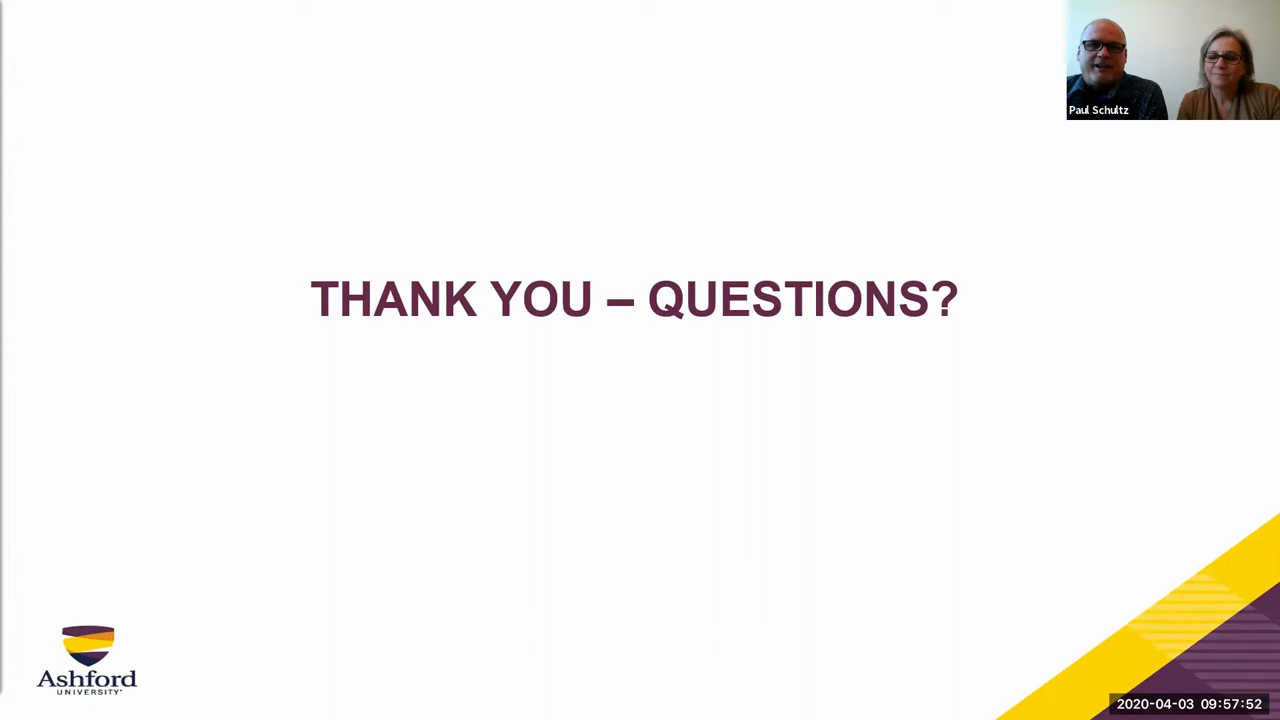 Paul Schultz
THANK YOU – QUESTIONS?
Ashford
UNIVERSITY
2020-04-03 09:57:52